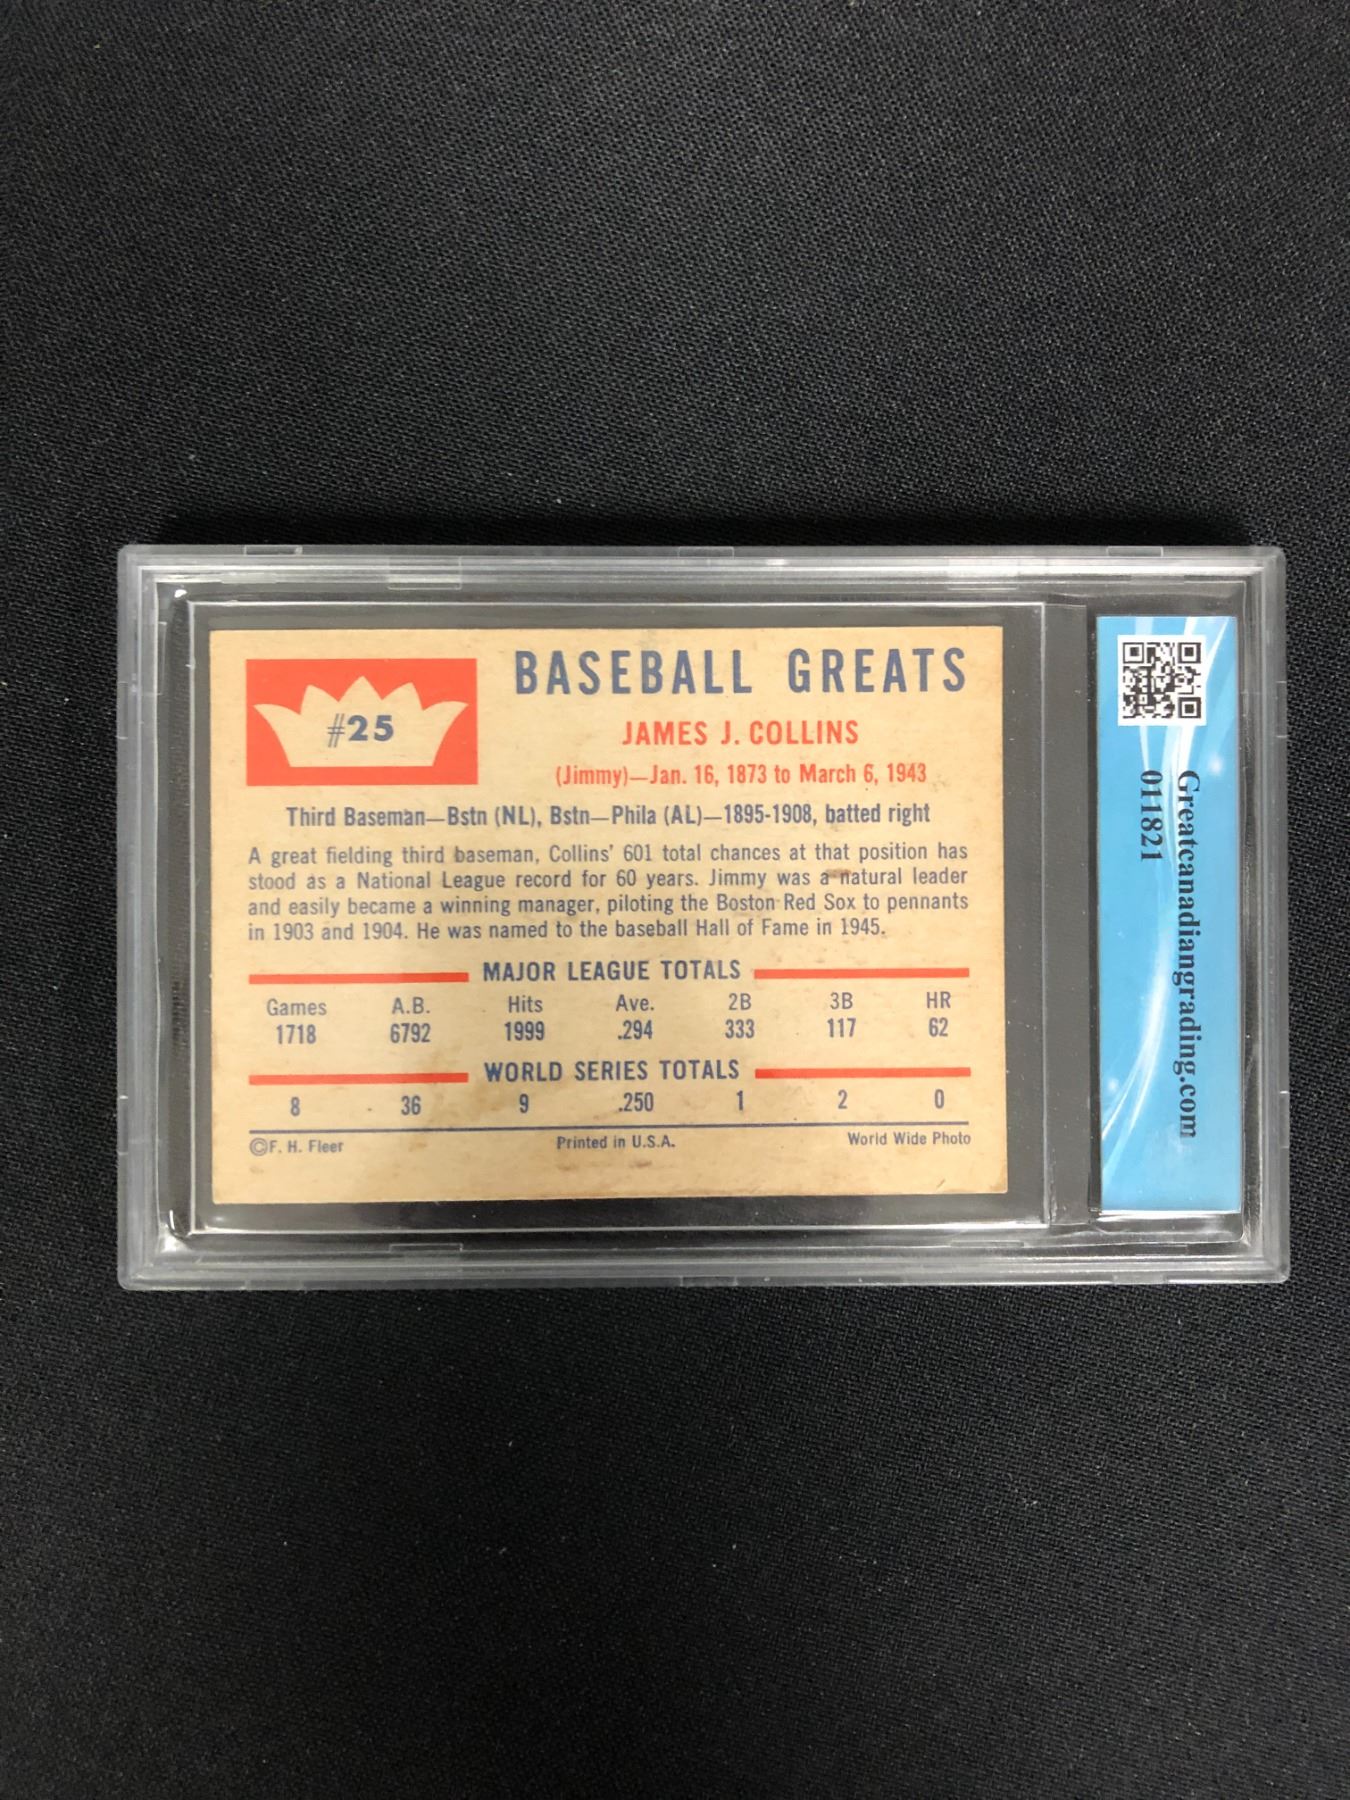 #25
BASEBALL GREATS
JAMES J. COLLINS
(Jimmy)—Jan. 16, 1873 to March 6, 1943
Third Baseman—Bstn (NL), Bstn—Phila (AL)—1895-1908, batted right
A great fielding third baseman, Collins' 601 total chances at that position has
stood as a National League record for 60 years. Jimmy was a natural leader
and easily became a winning manager, piloting the Boston Red Sox to pennants
in 1903 and 1904. He was named to the baseball Hall of Fame in 1945.
MAJOR LEAGUE TOTALS
Games A.B. Hits Ave. 2B 3B HR
1718 6792 1999 .294 333 117 62
WORLD SERIES TOTALS
8 36 9 .250 1 2 0
©F. H. Fleer Printed in U.S.A. World Wide Photo
Greatcanadiangrading.com
011821